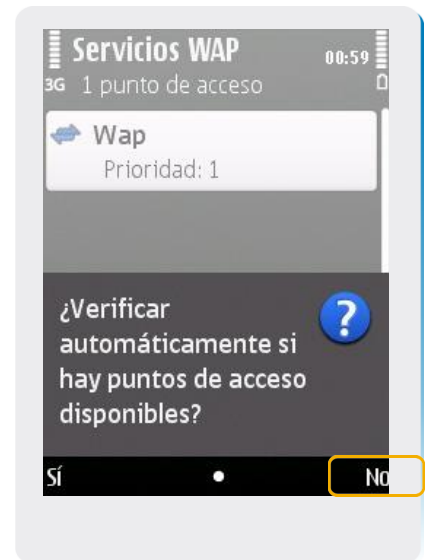 Servicios WAP
00:59
3G 1 punto de acceso
Wap
Prioridad: 1
¿Verificar
automáticamente si
hay puntos de acceso
disponibles?
Sí No